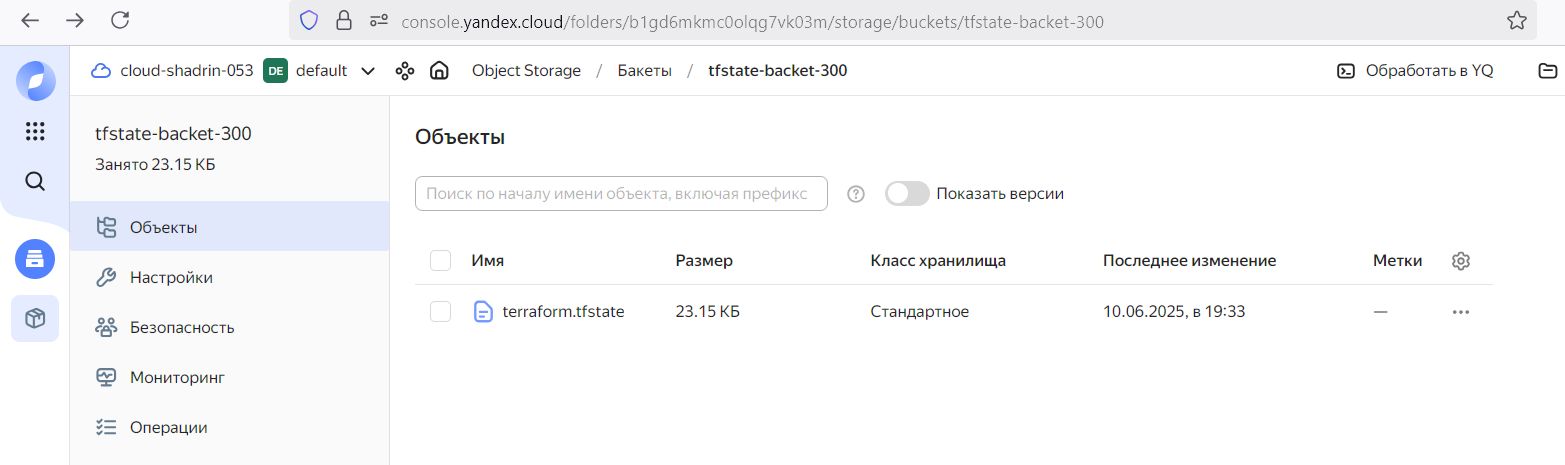 console.yandex.cloud/folders/b1gd6mkmc0olqg7vk03m/storage/buckets/tfstate-backet-300
cloud-shadrin-053 DE default Object Storage / Бакеты / tfstate-backet-300 Обработать в YQ
tfstate-backet-300
Занято 23.15 КБ
Объекты
Настройки
Безопасность
Мониторинг
Операции
Объекты
Поиск по началу имени объекта, включая префикс ? Показать версии
Имя Размер Класс хранилища Последнее изменение Метки
terraform.tfstate 23.15 КБ Стандартное 10.06.2025, в 19:33 —